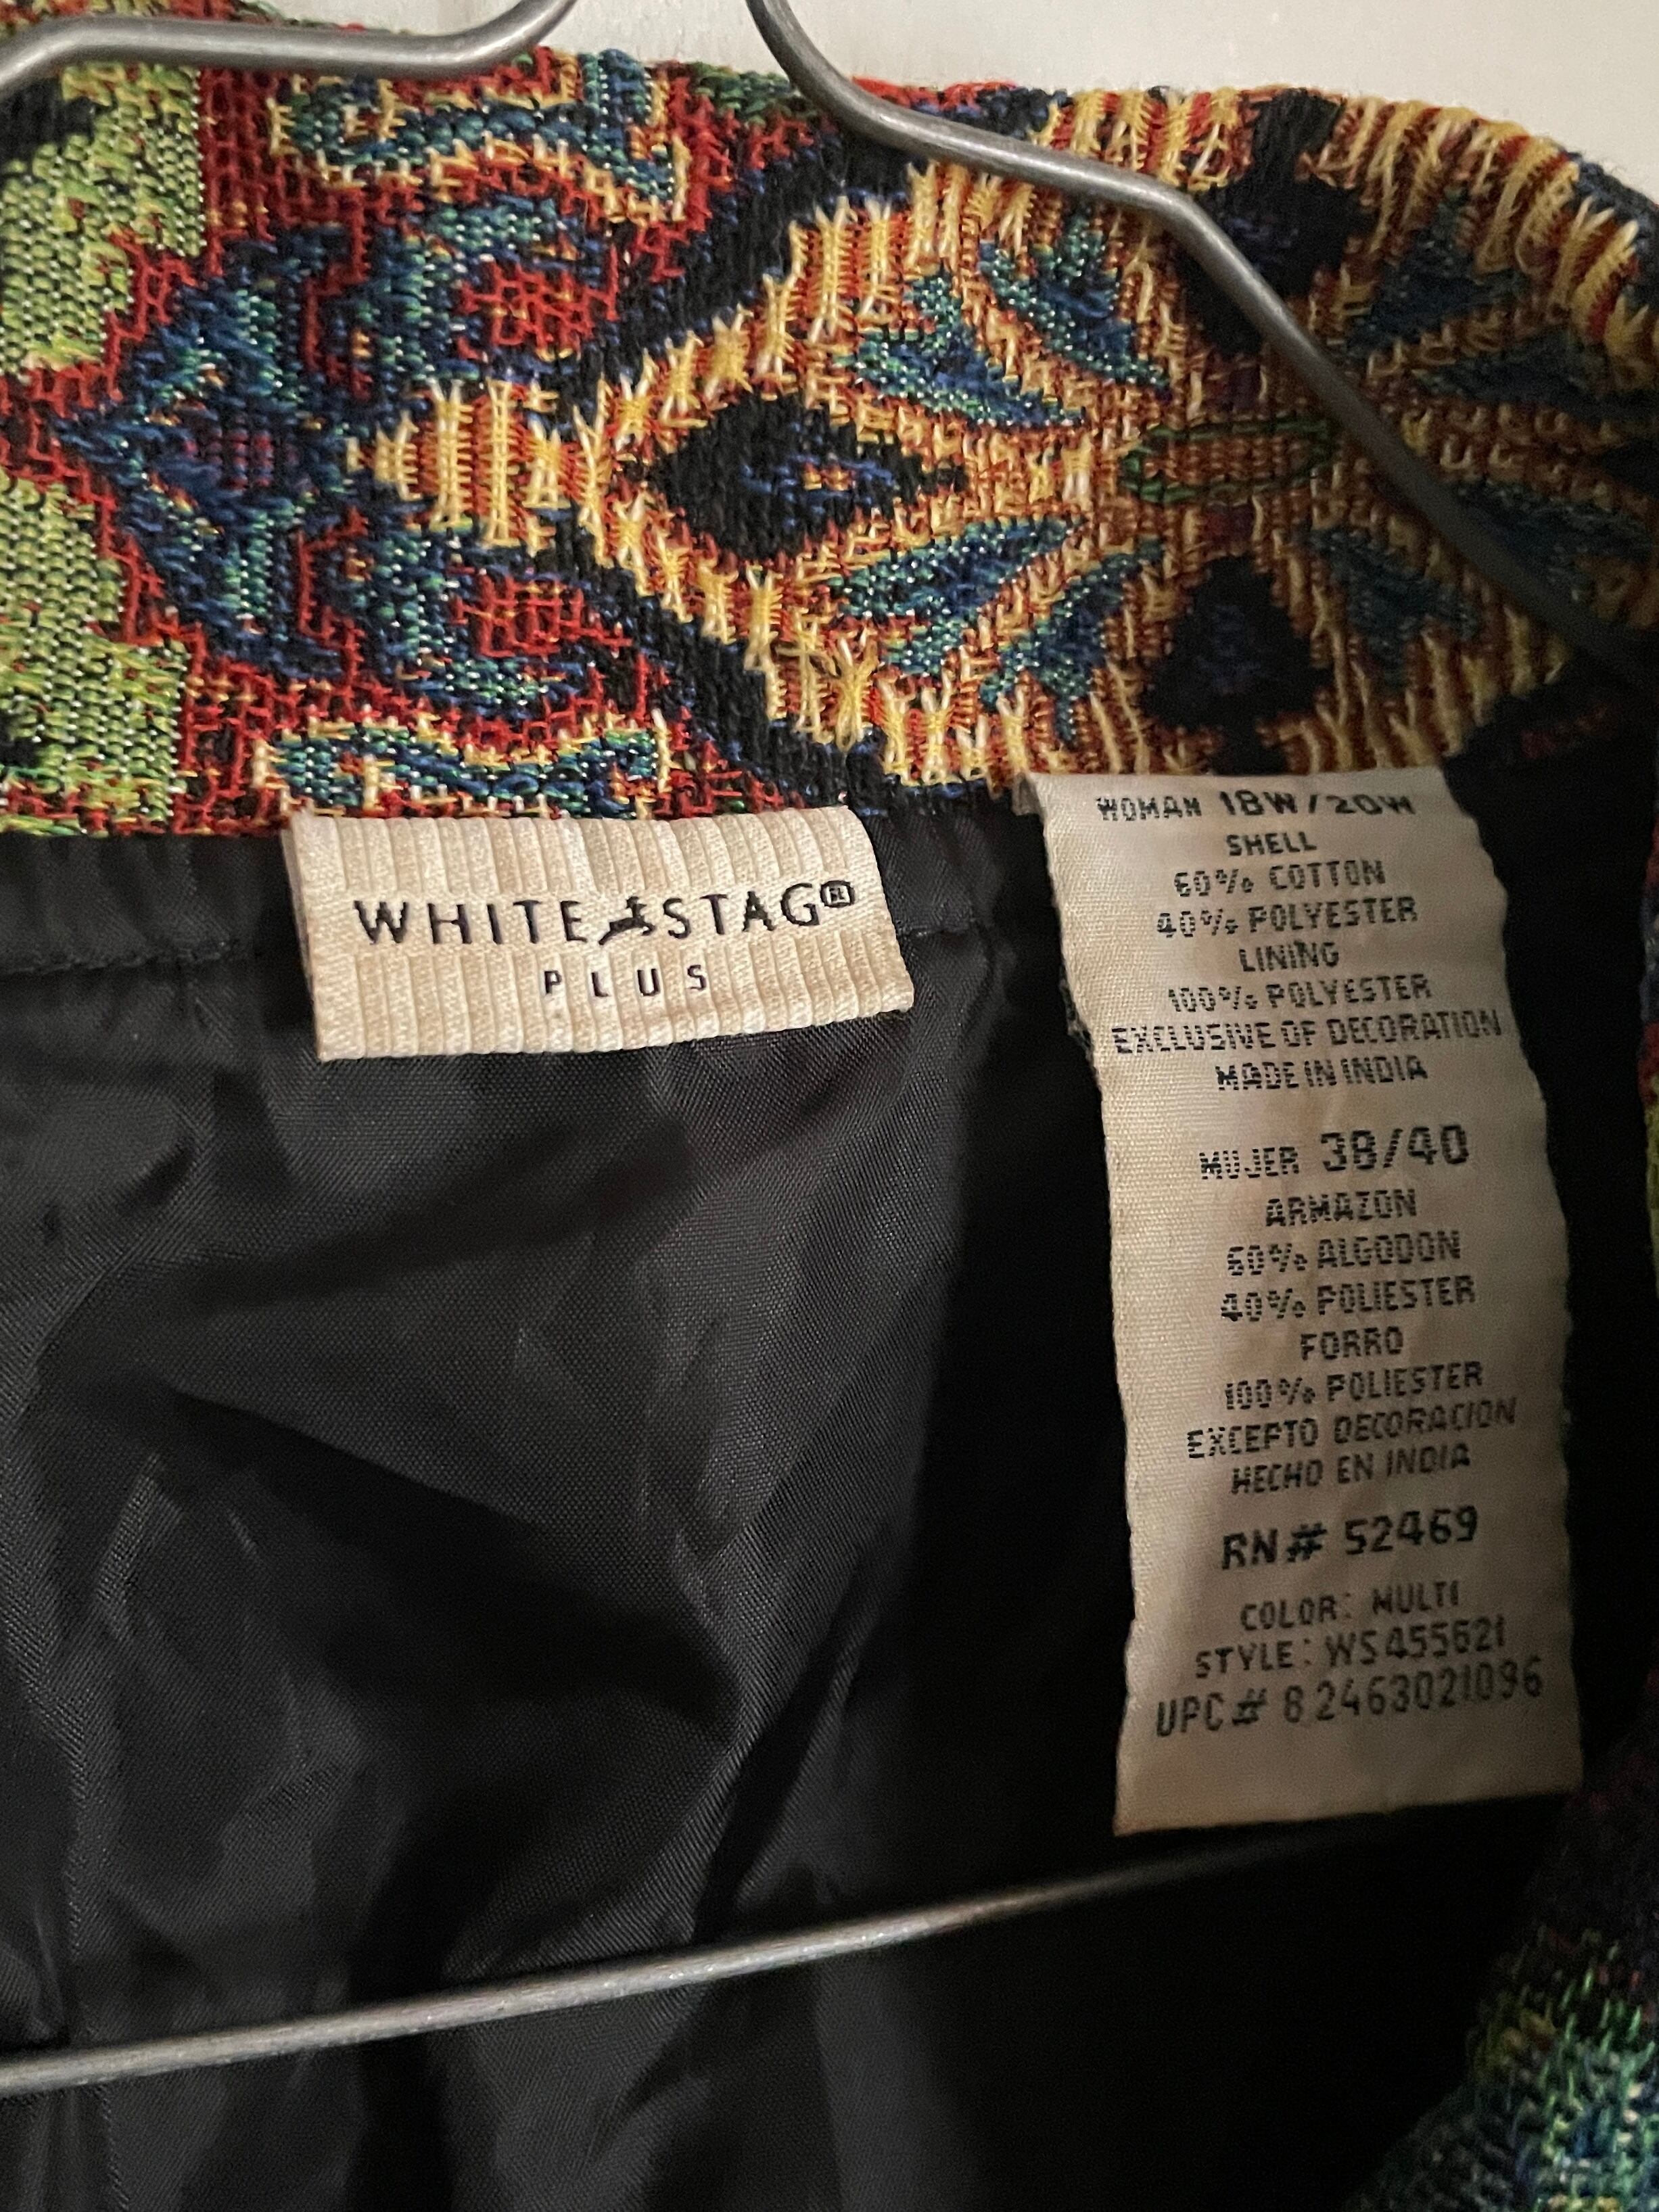 WHITE STAG®
PLUS
WOMAN 18W/20W
SHELL
60% COTTON
40% POLYESTER
LINING
100% POLYESTER
EXCLUSIVE OF DECORATION
MADE IN INDIA
MUJER 38/40
ARMAZON
60% ALGODON
40% POLIESTER
FORRO
100% POLIESTER
EXCEPTO DECORACION
HECHO EN INDIA
RN# 52469
COLOR: MULTI
STYLE: WS455621
UPC# 8 2463021096